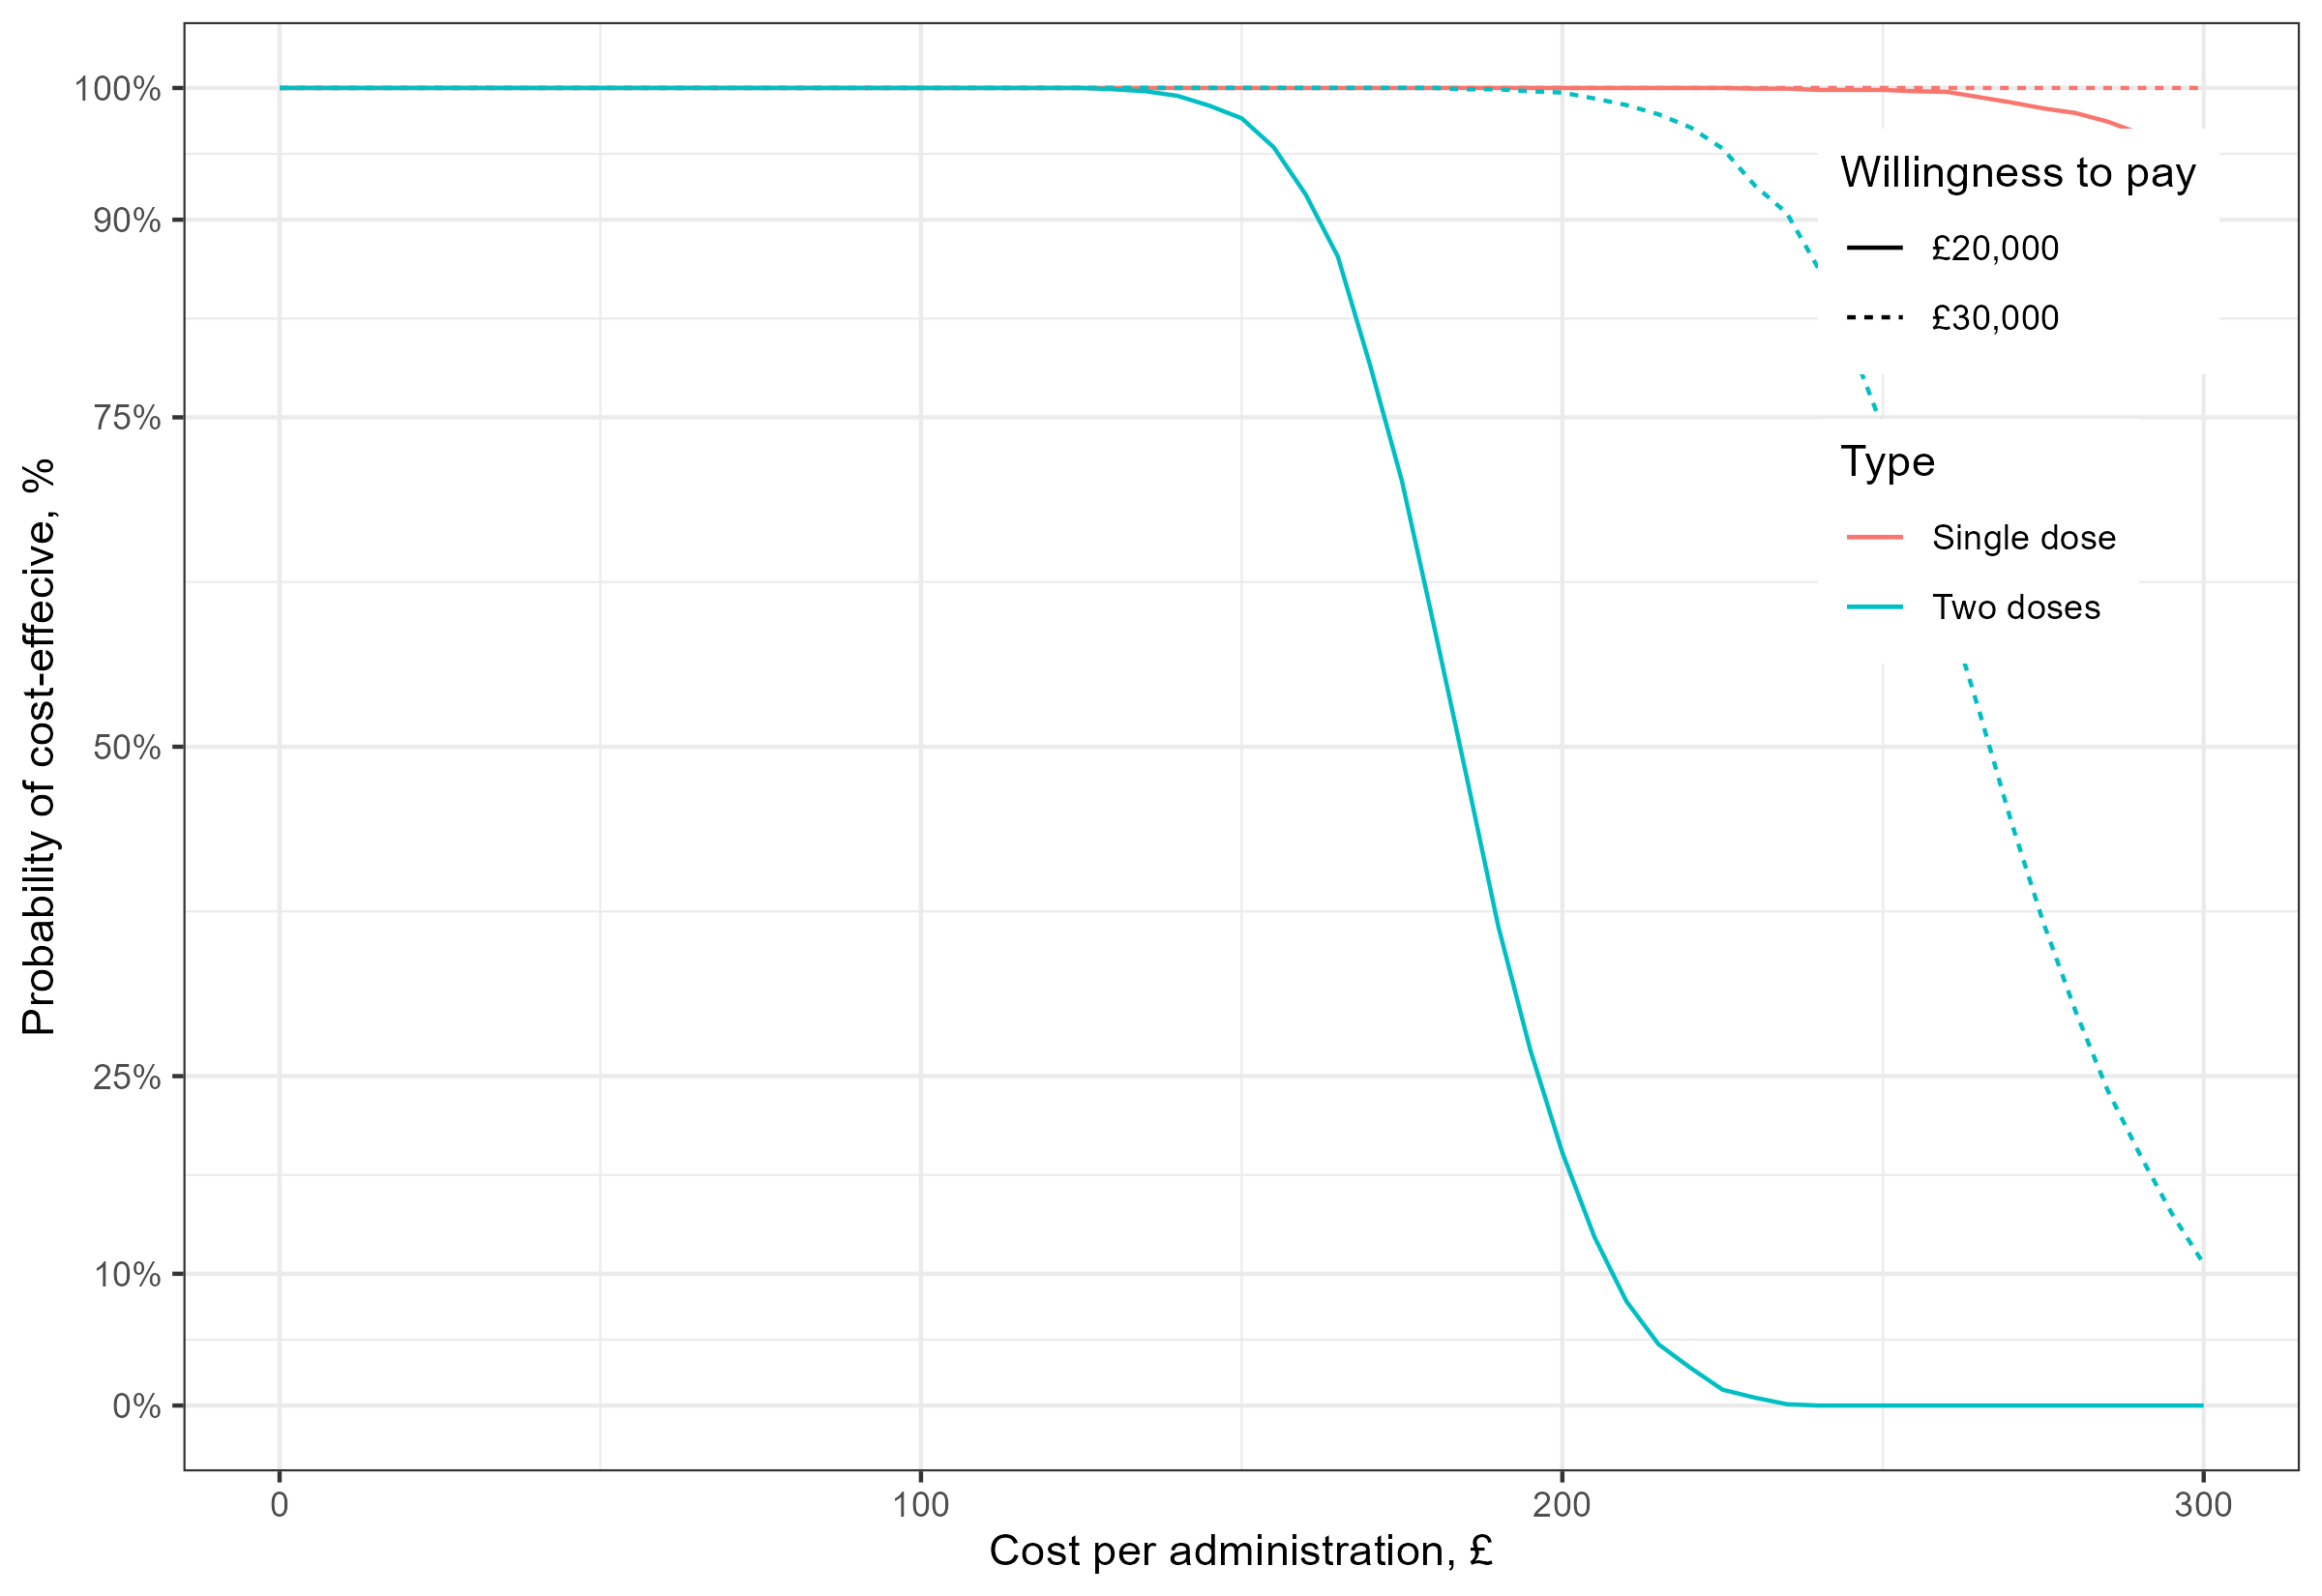 100%
90%
75%
50%
25%
10%
0%
Probability of cost-effecive, %
Willingness to pay
£20,000
£30,000
Type
Single dose
Two doses
0
100
200
300
Cost per administration, £